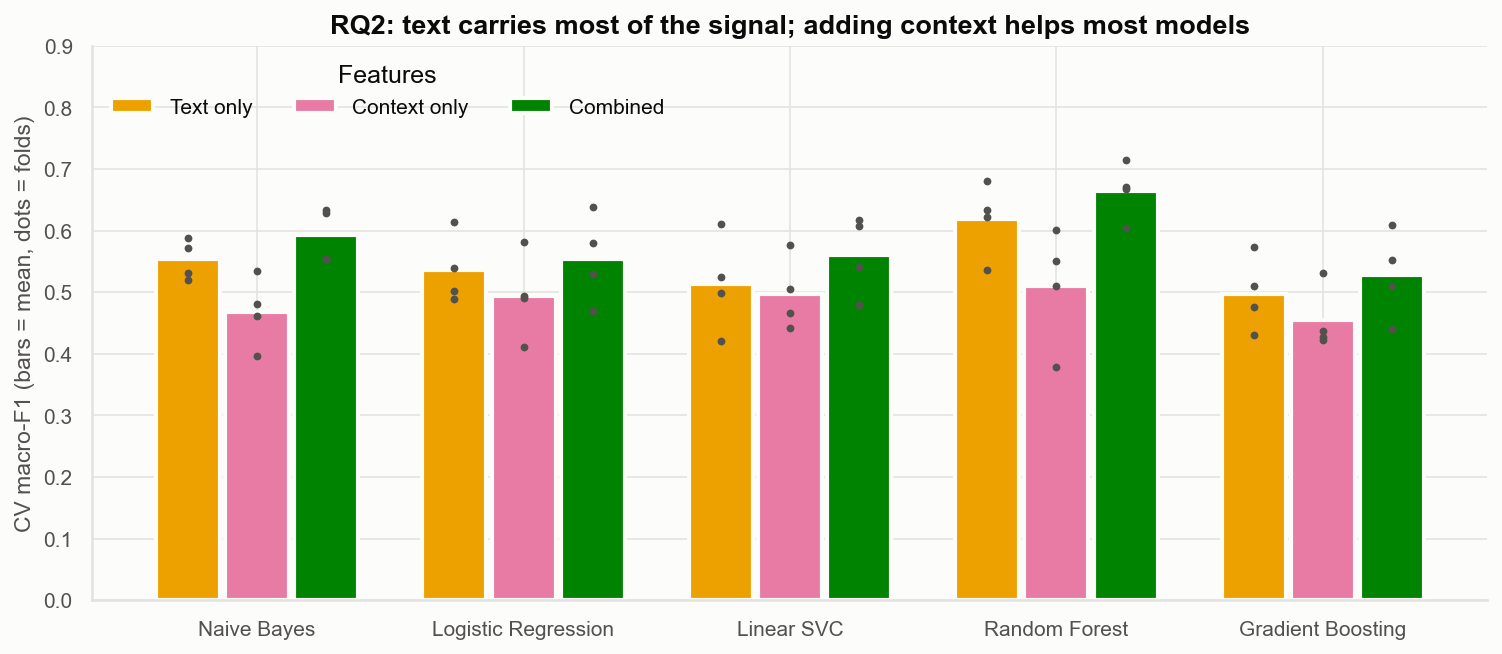 RQ2: text carries most of the signal; adding context helps most models
CV macro-F1 (bars = mean, dots = folds)
0.9
0.8
0.7
0.6
0.5
0.4
0.3
0.2
0.1
0.0
Features
Text only Context only Combined
Naive Bayes Logistic Regression Linear SVC Random Forest Gradient Boosting